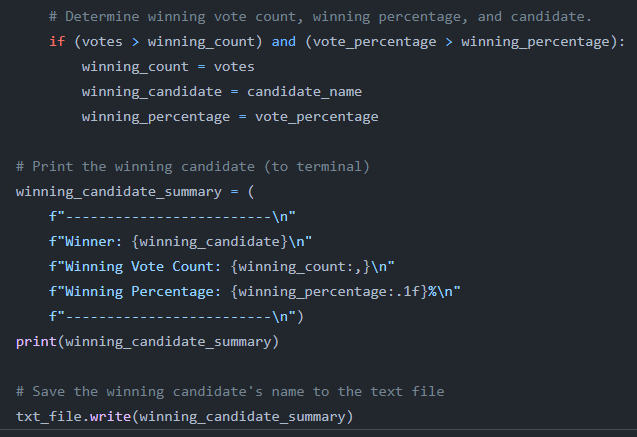 # Determine winning vote count, winning percentage, and candidate.
    if (votes > winning_count) and (vote_percentage > winning_percentage):
        winning_count = votes
        winning_candidate = candidate_name
        winning_percentage = vote_percentage

# Print the winning candidate (to terminal)
winning_candidate_summary = (
    f"-------------------------\n"
    f"Winner: {winning_candidate}\n"
    f"Winning Vote Count: {winning_count:,}\n"
    f"Winning Percentage: {winning_percentage:.1f}%\n"
    f"-------------------------\n")
print(winning_candidate_summary)

# Save the winning candidate's name to the text file
txt_file.write(winning_candidate_summary)